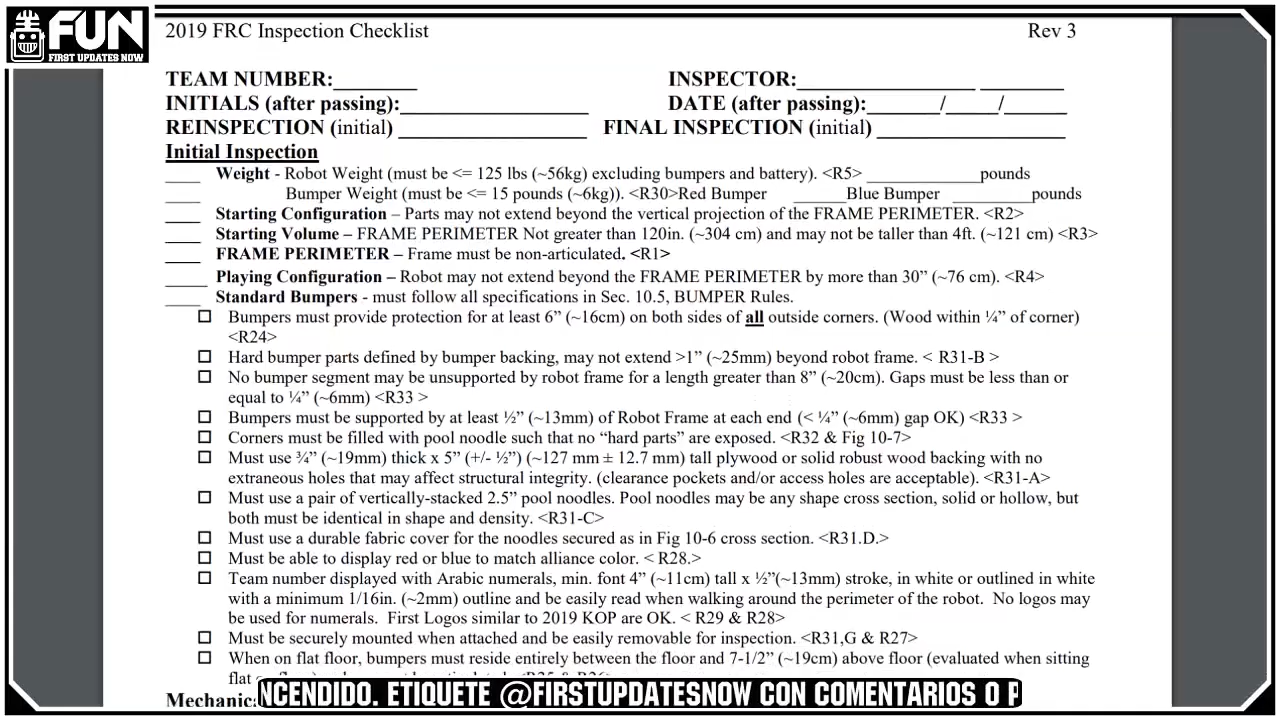 FUN
FIRST UPDATES NOW
2019 FRC Inspection Checklist Rev 3
TEAM NUMBER:________ INSPECTOR:__________________ ________
INITIALS (after passing):__________________ DATE (after passing):_______/_____/______
REINSPECTION (initial) __________________ FINAL INSPECTION (initial) __________________
Initial Inspection
____ Weight - Robot Weight (must be <= 125 lbs (~56kg) excluding bumpers and battery). <R5> ____________pounds
____ Bumper Weight (must be <= 15 pounds (~6kg)). <R30>Red Bumper ______Blue Bumper _________pounds
____ Starting Configuration – Parts may not extend beyond the vertical projection of the FRAME PERIMETER. <R2>
____ Starting Volume – FRAME PERIMETER Not greater than 120in. (~304 cm) and may not be taller than 4ft. (~121 cm) <R3>
____ FRAME PERIMETER – Frame must be non-articulated. <R1>
____ Playing Configuration – Robot may not extend beyond the FRAME PERIMETER by more than 30” (~76 cm). <R4>
____ Standard Bumpers - must follow all specifications in Sec. 10.5, BUMPER Rules.
☐ Bumpers must provide protection for at least 6” (~16cm) on both sides of all outside corners. (Wood within ¼” of corner)
<R24>
☐ Hard bumper parts defined by bumper backing, may not extend >1” (~25mm) beyond robot frame. < R31-B >
☐ No bumper segment may be unsupported by robot frame for a length greater than 8” (~20cm). Gaps must be less than or
equal to ¼” (~6mm) <R33 >
☐ Bumpers must be supported by at least ½” (~13mm) of Robot Frame at each end (< ¼” (~6mm) gap OK) <R33 >
☐ Corners must be filled with pool noodle such that no “hard parts” are exposed. <R32 & Fig 10-7>
☐ Must use ¾” (~19mm) thick x 5” (+/- ½”) (~127 mm ± 12.7 mm) tall plywood or solid robust wood backing with no
extraneous holes that may affect structural integrity. (clearance pockets and/or access holes are acceptable). <R31-A>
☐ Must use a pair of vertically-stacked 2.5” pool noodles. Pool noodles may be any shape cross section, solid or hollow, but
both must be identical in shape and density. <R31-C>
☐ Must use a durable fabric cover for the noodles secured as in Fig 10-6 cross section. <R31.D.>
☐ Must be able to display red or blue to match alliance color. < R28.>
☐ Team number displayed with Arabic numerals, min. font 4” (~11cm) tall x ½”(~13mm) stroke, in white or outlined in white
with a minimum 1/16in. (~2mm) outline and be easily read when walking around the perimeter of the robot. No logos may
be used for numerals. First Logos similar to 2019 KOP are OK. < R29 & R28>
☐ Must be securely mounted when attached and be easily removable for inspection. <R31,G & R27>
☐ When on flat floor, bumpers must reside entirely between the floor and 7-1/2” (~19cm) above floor (evaluated when sitting
flat
Mechanic
NCENDIDO. ETIQUETE @FIRSTUPDATESNOW CON COMENTARIOS O P